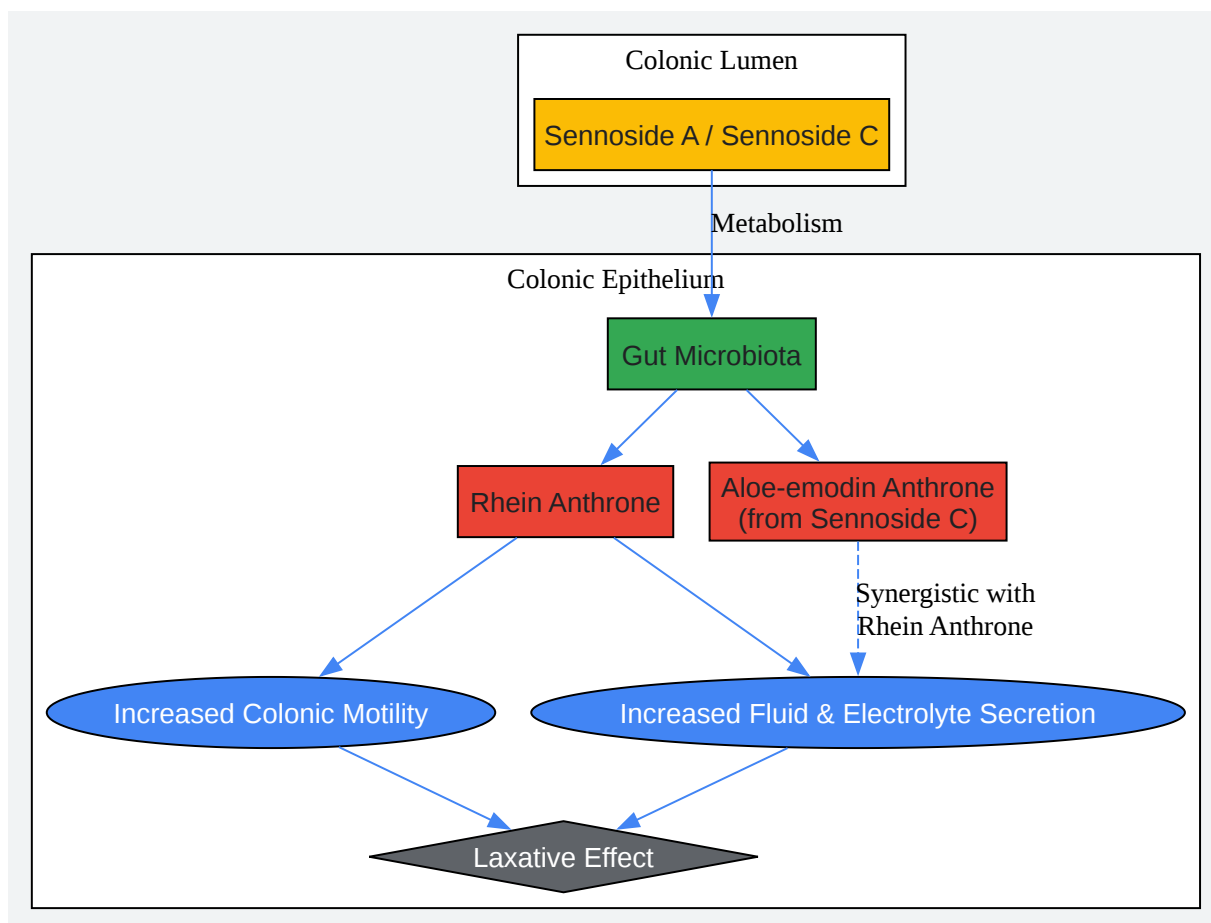 Colonic Lumen
Sennoside A / Sennoside C
Metabolism
Colonic Epithelium
Gut Microbiota
Rhein Anthrone
Aloe-emodin Anthrone
(from Sennoside C)
Synergistic with
Rhein Anthrone
Increased Colonic Motility
Increased Fluid & Electrolyte Secretion
Laxative Effect